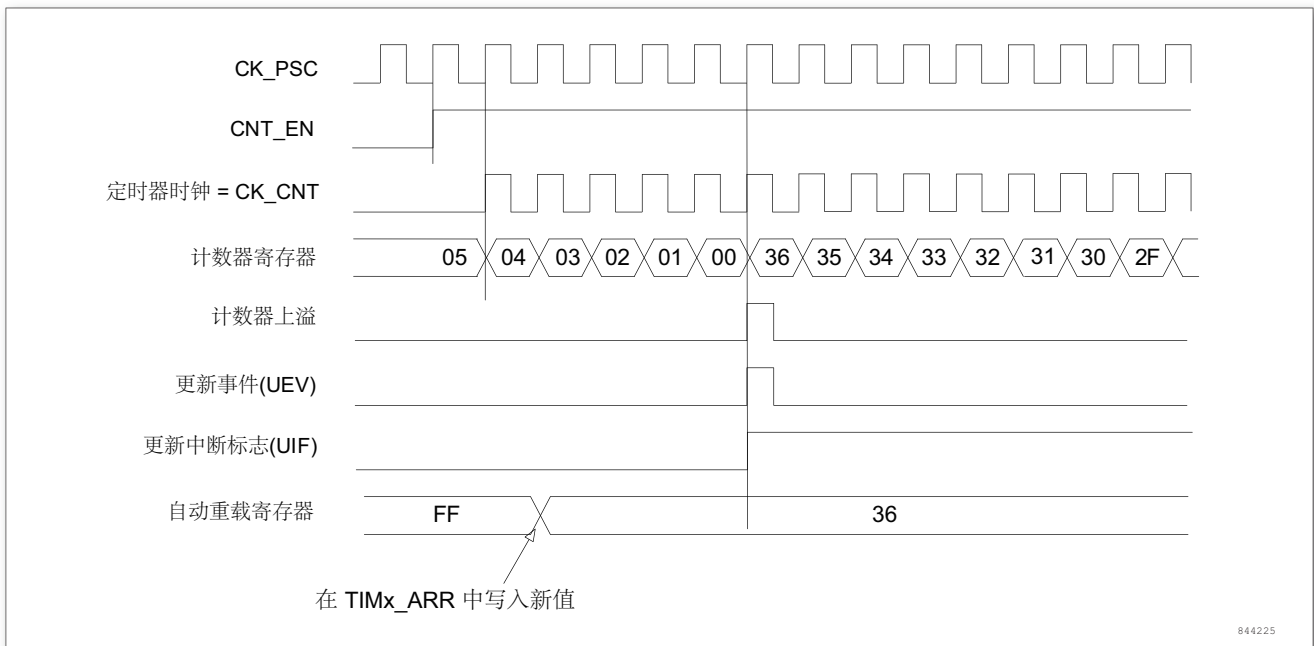 CK_PSC
CNT_EN
定时器时钟 = CK_CNT
计数器寄存器 05 04 03 02 01 00 36 35 34 33 32 31 30 2F
计数器上溢
更新事件(UEV)
更新中断标志(UIF)
自动重载寄存器 FF 36
在 TIMx_ARR 中写入新值
844225